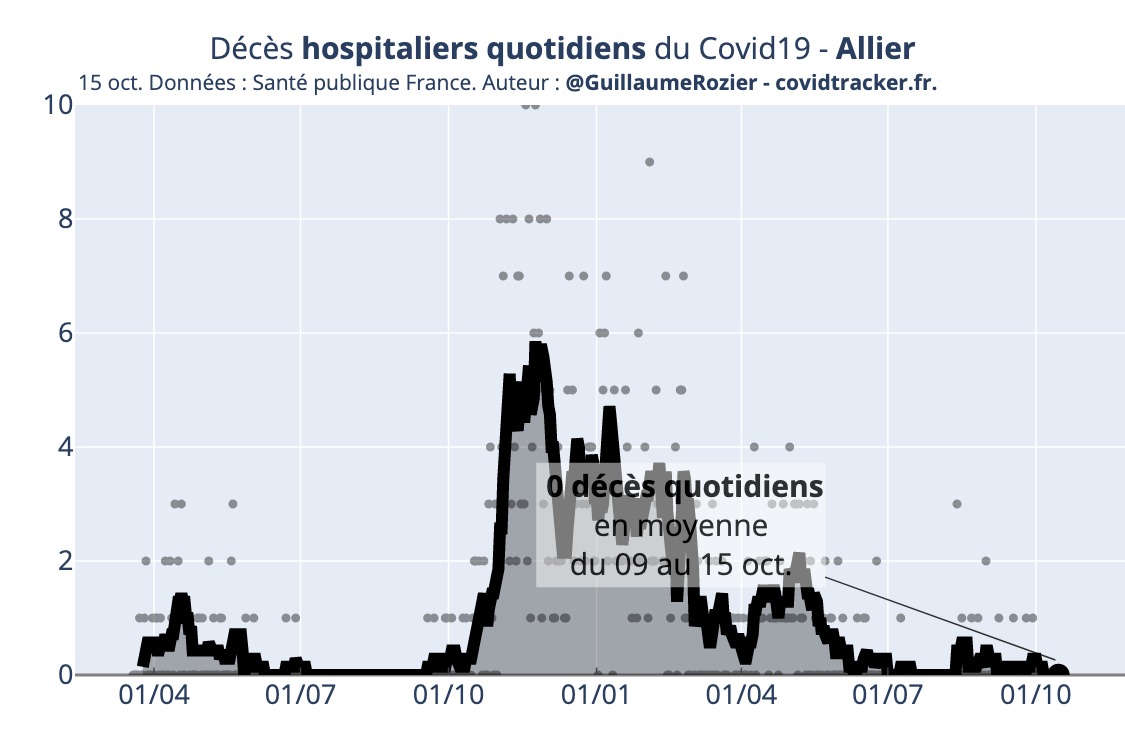 Décès hospitaliers quotidiens du Covid19 - Allier
15 oct. Données : Santé publique France. Auteur : @GuillaumeRozier - covidtracker.fr.
10
8
6
4
2
0
0 décès quotidiens
en moyenne
du 09 au 15 oct.
01/04 01/07 01/10 01/01 01/04 01/07 01/10